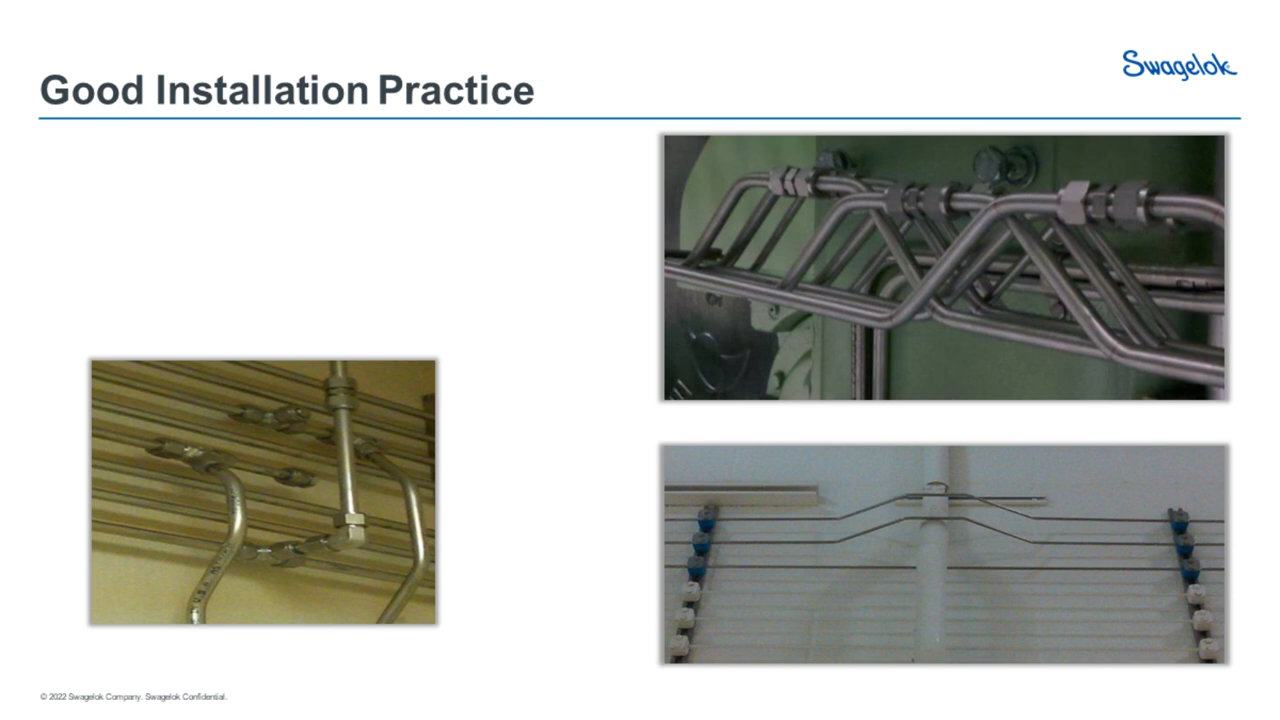 Swagelok
Good Installation Practice
U.S.A.
© 2022 Swagelok Company. Swagelok Confidential.